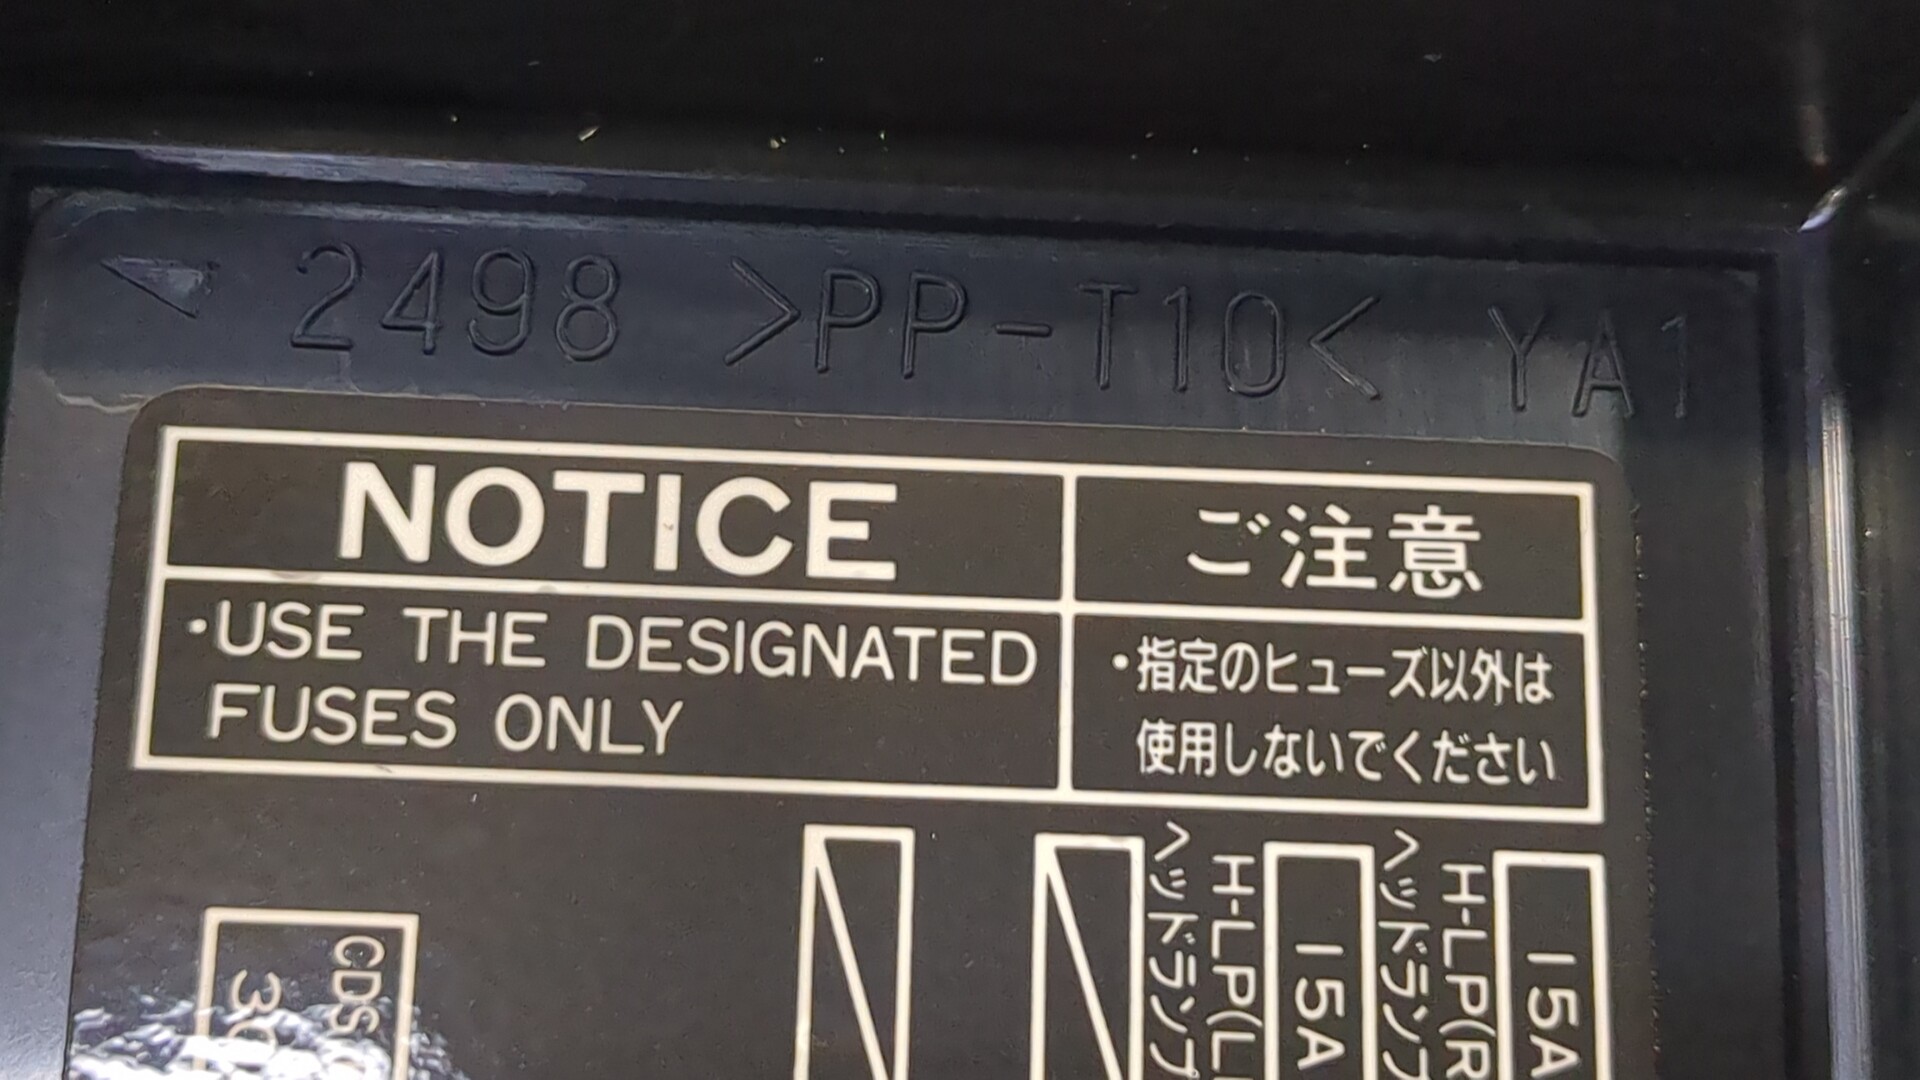 2498 >PP-T10< YA1
NOTICE
ご注意
・USE THE DESIGNATED
FUSES ONLY
・指定のヒューズ以外は
使用しないでください
CDS
30
ヘッドランプ
H-LP(L
15A
ヘッドランプ
H-LP(R
15A